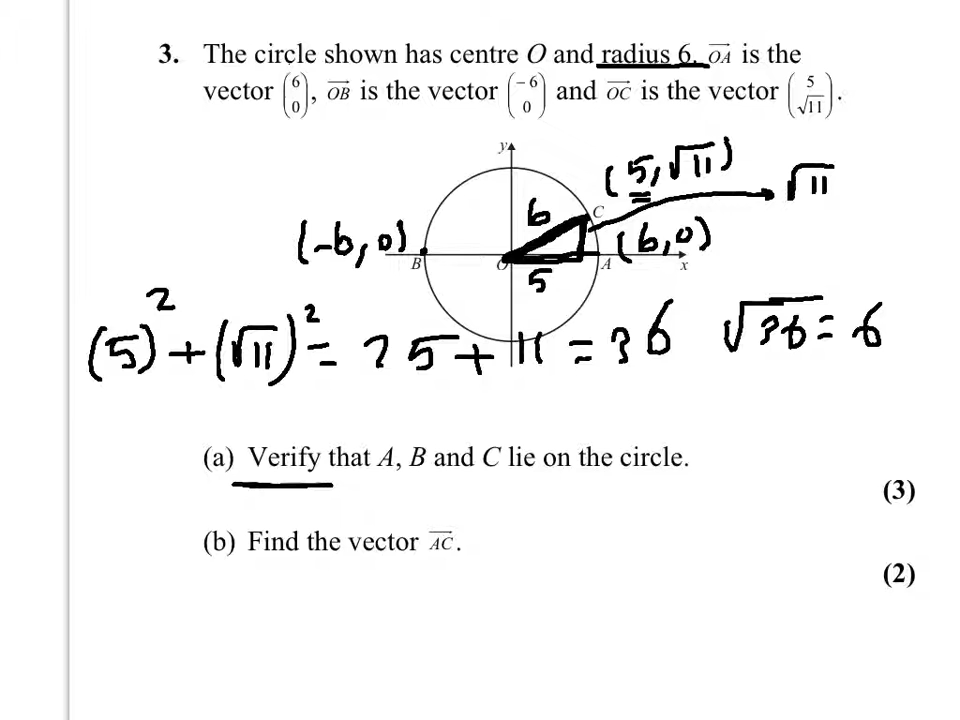 3. The circle shown has centre O and radius 6. OA is the
vector (6 0), OB is the vector (-6 0) and OC is the vector (5 √11).
y
(5, √11)
√11
6
C
(-6, 0)
(6, 0)
B
O
5
A
x
(5)² + (√11)² = 25 + 11 = 36 √36 = 6
(a) Verify that A, B and C lie on the circle.
(3)
(b) Find the vector AC.
(2)